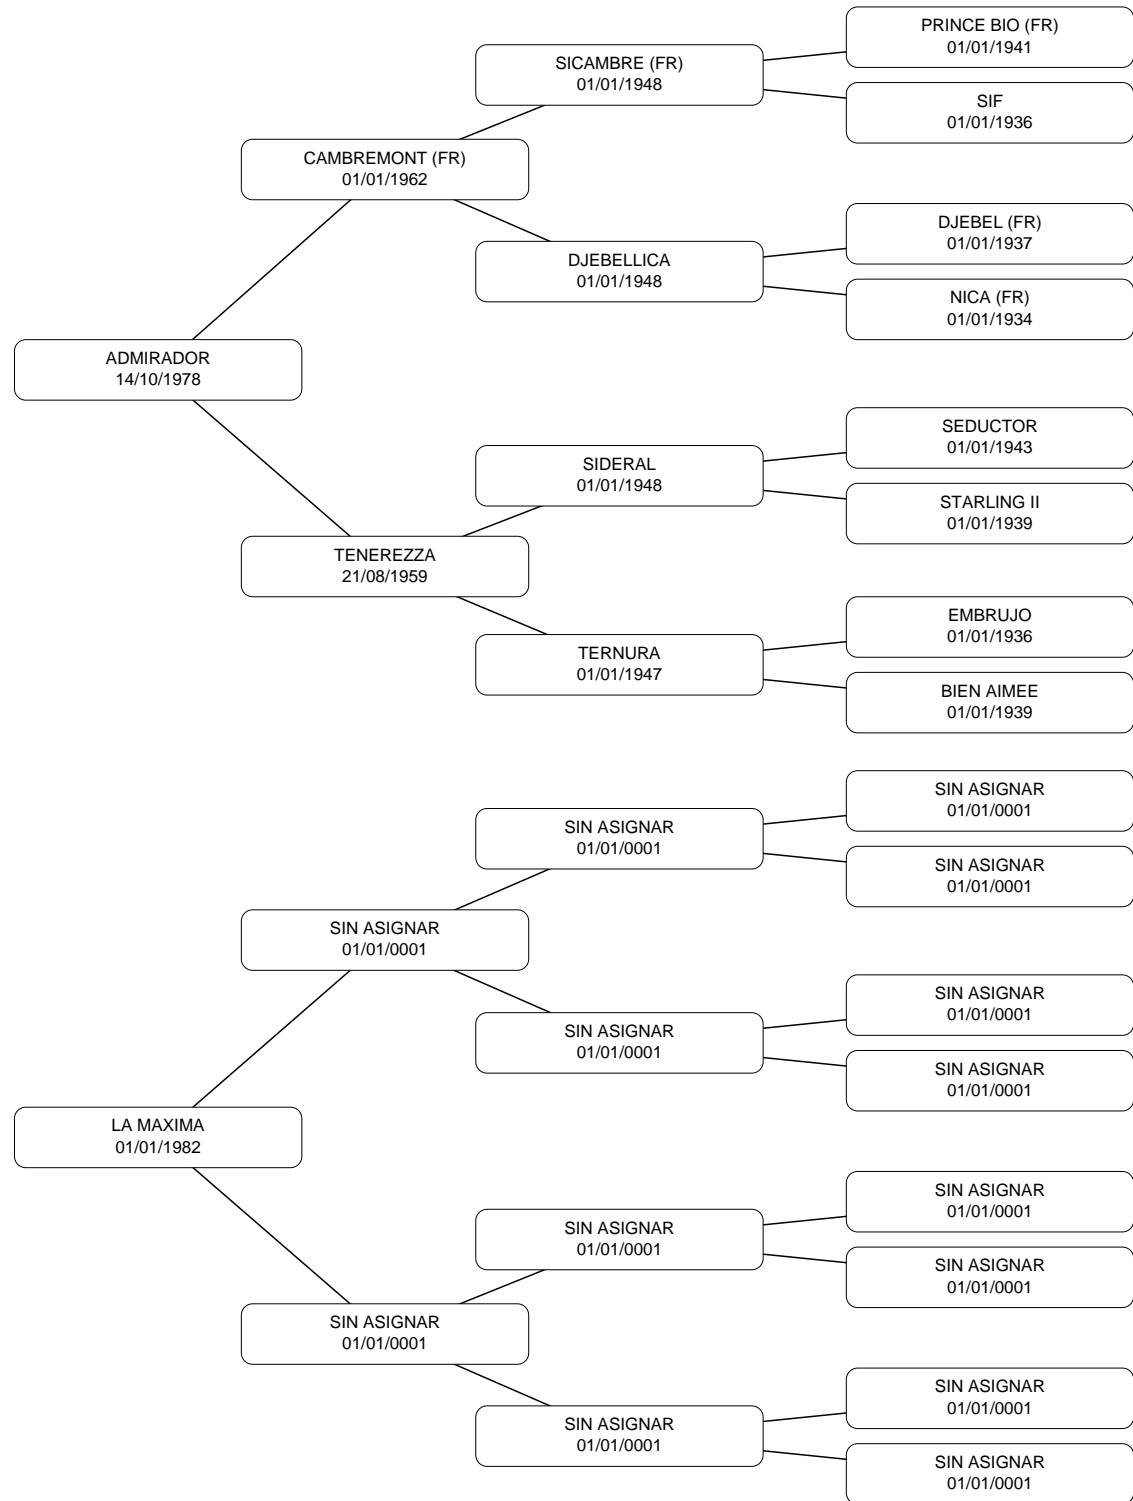 PRINCE BIO (FR)
01/01/1941
SICAMBRE (FR)
01/01/1948
SIF
01/01/1936
CAMBREMONT (FR)
01/01/1962
DJEBEL (FR)
01/01/1937
DJEBELLICA
01/01/1948
NICA (FR)
01/01/1934
ADMIRADOR
14/10/1978
SEDUCTOR
01/01/1943
SIDERAL
01/01/1948
STARLING II
01/01/1939
TENEREZZA
21/08/1959
EMBRUJO
01/01/1936
TERNURA
01/01/1947
BIEN AIMEE
01/01/1939
SIN ASIGNAR
01/01/0001
SIN ASIGNAR
01/01/0001
SIN ASIGNAR
01/01/0001
SIN ASIGNAR
01/01/0001
SIN ASIGNAR
01/01/0001
SIN ASIGNAR
01/01/0001
SIN ASIGNAR
01/01/0001
LA MAXIMA
01/01/1982
SIN ASIGNAR
01/01/0001
SIN ASIGNAR
01/01/0001
SIN ASIGNAR
01/01/0001
SIN ASIGNAR
01/01/0001
SIN ASIGNAR
01/01/0001
SIN ASIGNAR
01/01/0001
SIN ASIGNAR
01/01/0001